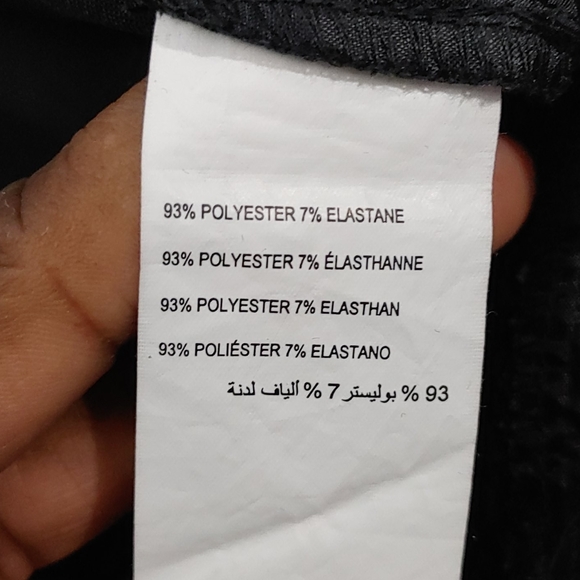 93% POLYESTER 7% ELASTANE
93% POLYESTER 7% ÉLASTHANNE
93% POLYESTER 7% ELASTHAN
93% POLIÉSTER 7% ELASTANO
93 % بوليستر 7 % ألياف لدنة